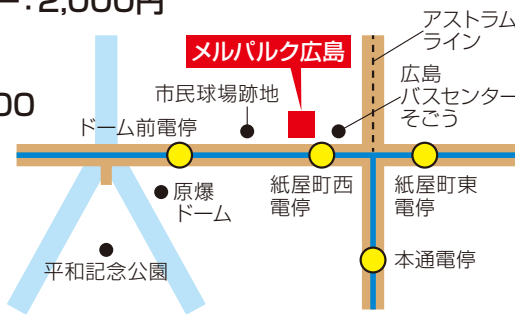 ー：2,000円
00
アストラム
ライン
メルパルク広島
広島
バスセンター
そごう
市民球場跡地
ドーム前電停
原爆
ドーム
紙屋町西
電停
紙屋町東
電停
平和記念公園
本通電停